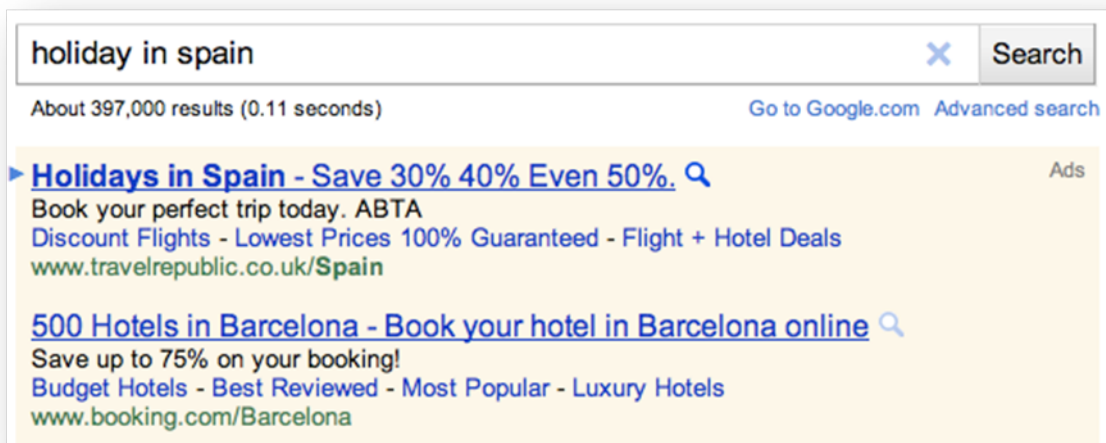 holiday in spain
Search
About 397,000 results (0.11 seconds)
Go to Google.com Advanced search
Holidays in Spain - Save 30% 40% Even 50%.
Ads
Book your perfect trip today. ABTA
Discount Flights - Lowest Prices 100% Guaranteed - Flight + Hotel Deals
www.travelrepublic.co.uk/Spain
500 Hotels in Barcelona - Book your hotel in Barcelona online
Save up to 75% on your booking!
Budget Hotels - Best Reviewed - Most Popular - Luxury Hotels
www.booking.com/Barcelona